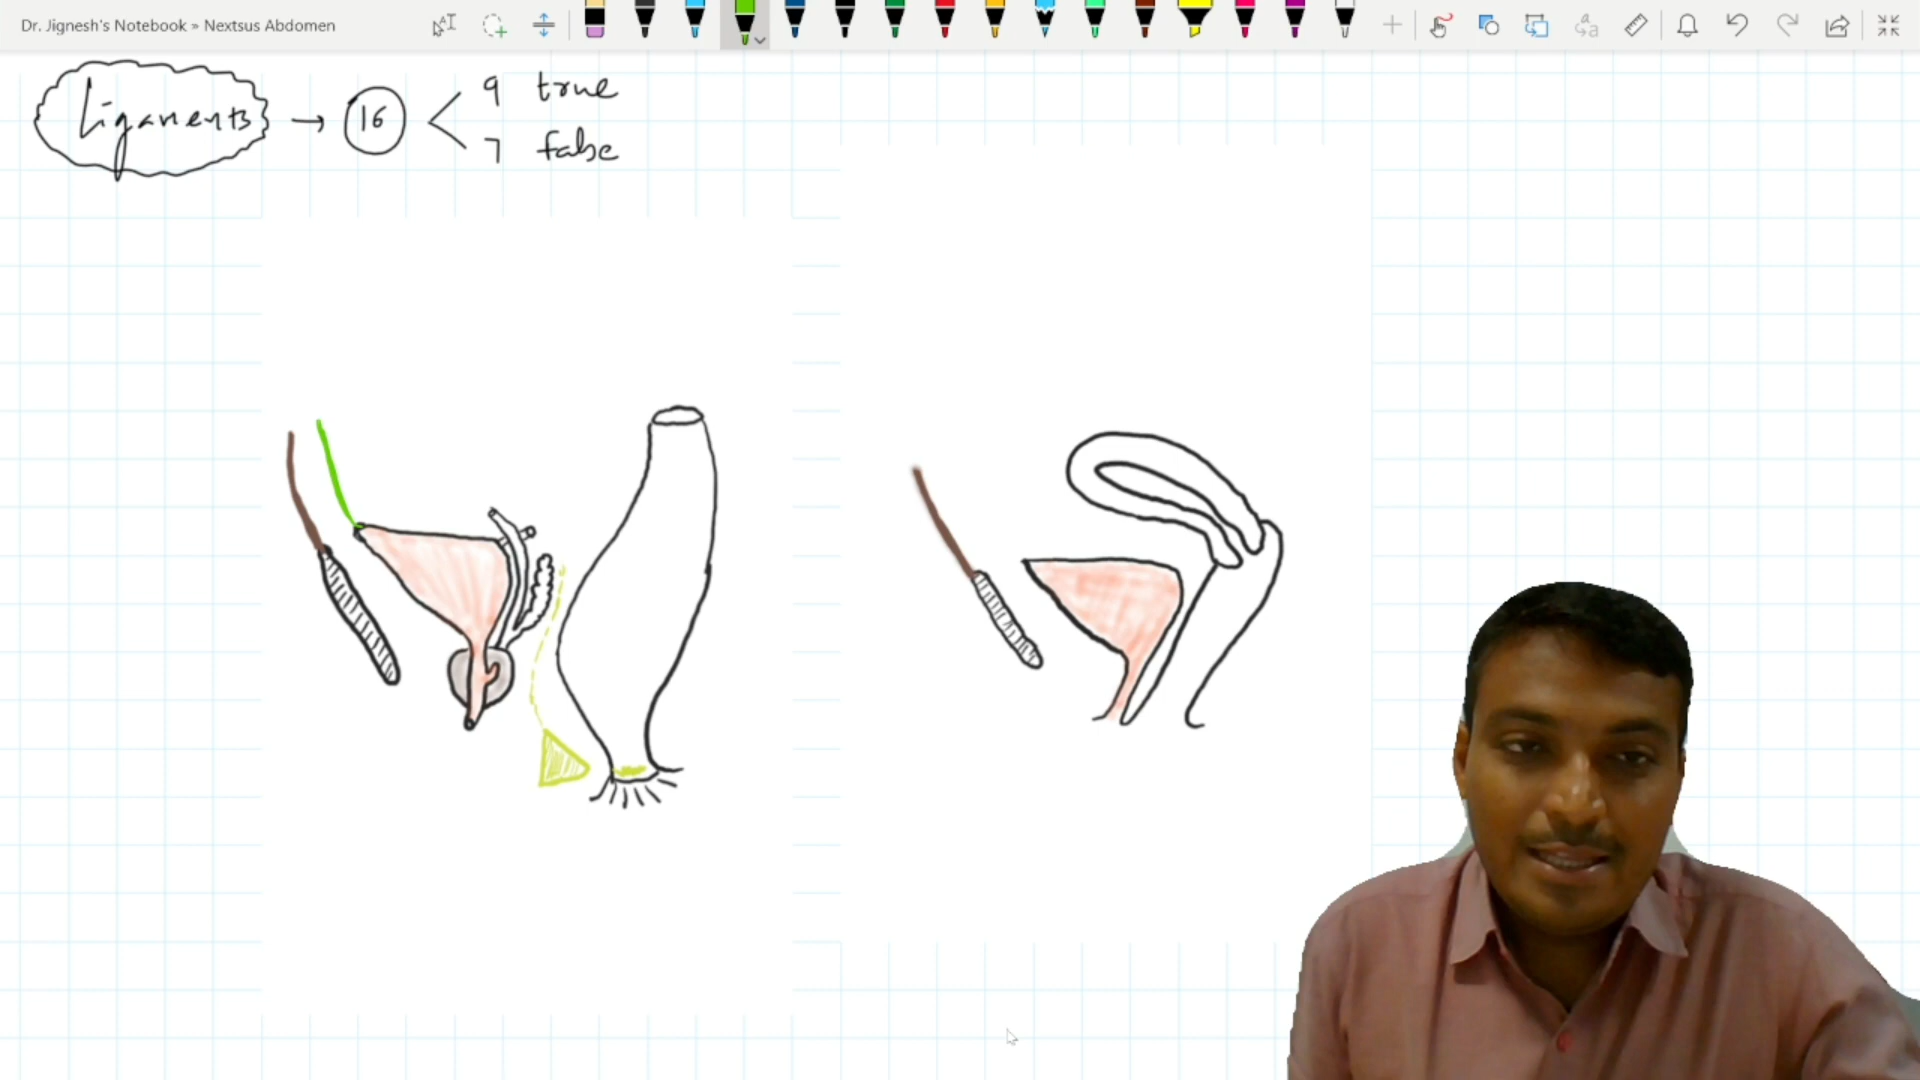 Dr. Jignesh's Notebook » Nextsus Abdomen
Ligaments → 16 < 9 true
7 false